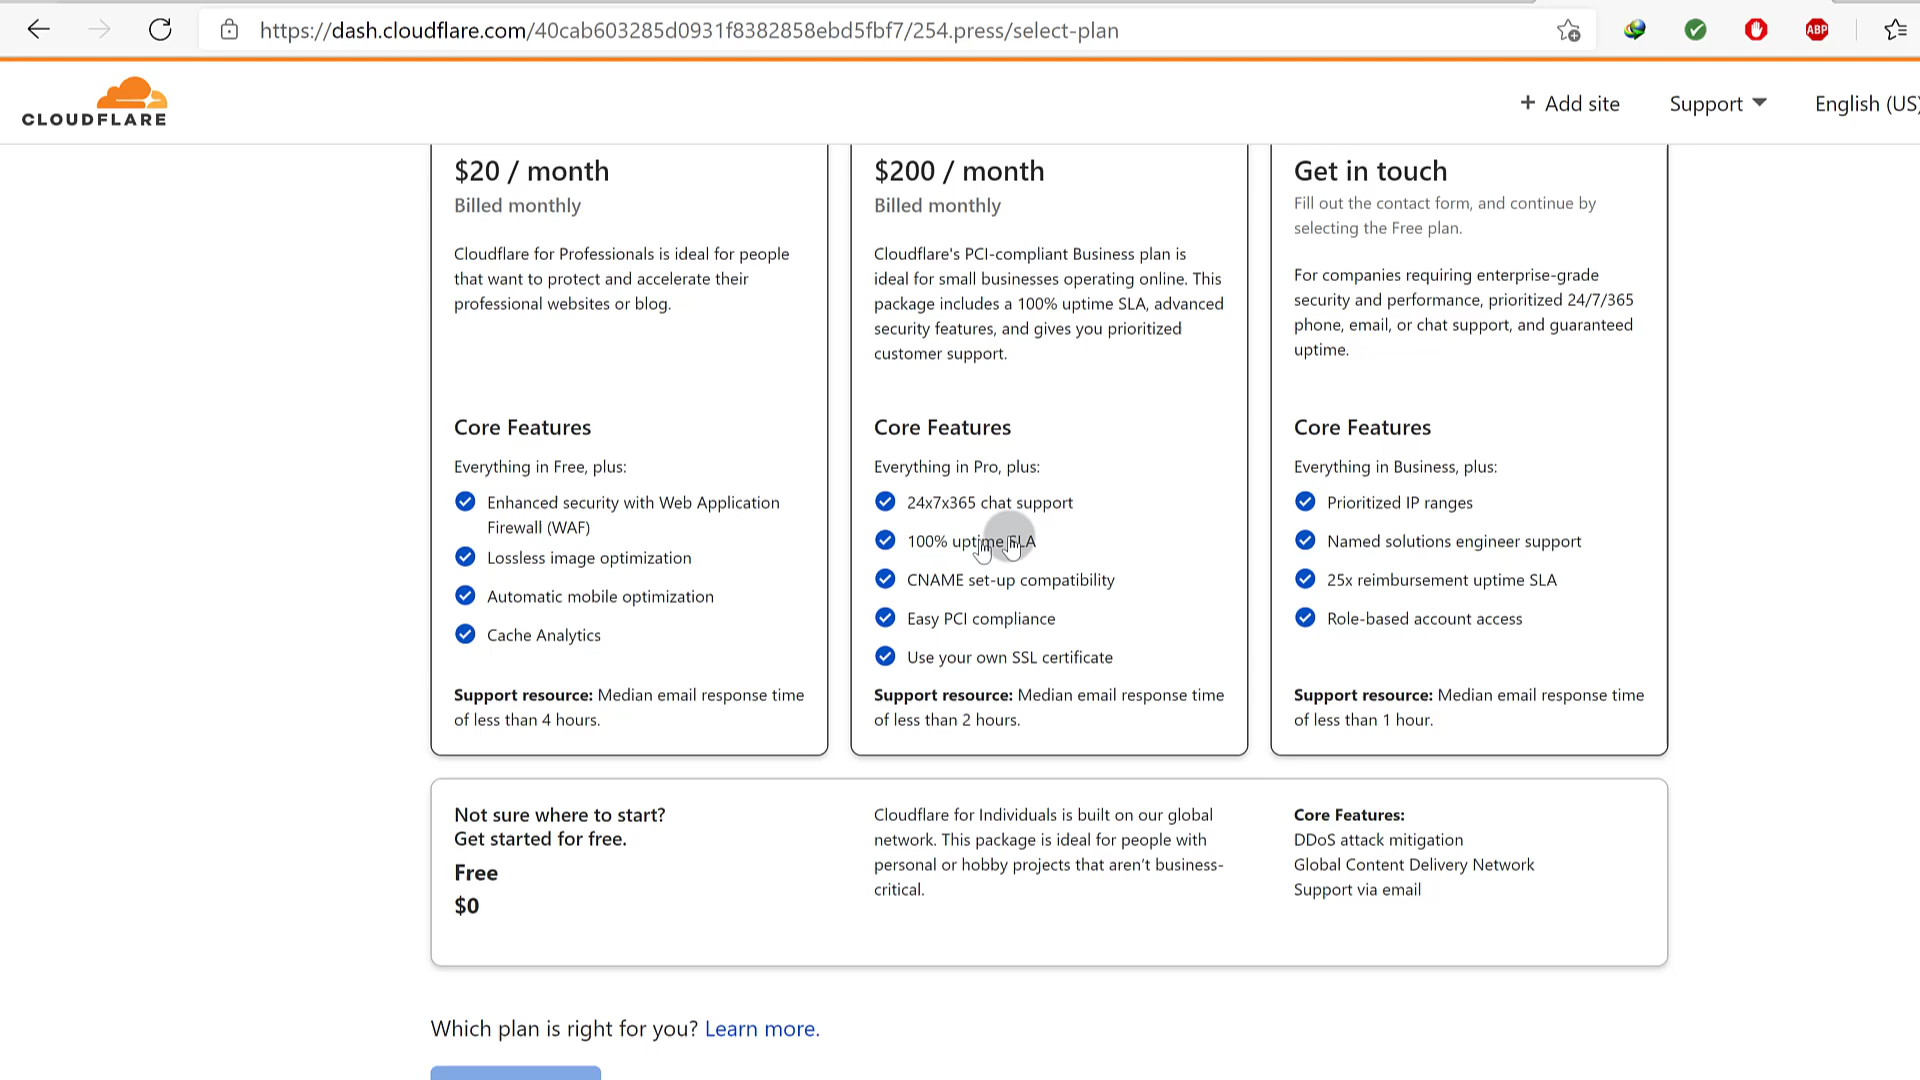 https://dash.cloudflare.com/40cab603285d0931f8382858ebd5fbf7/254.press/select-plan
ABP
CLOUDFLARE
+ Add site
Support
English (US)
$20 / month
Billed monthly
Cloudflare for Professionals is ideal for people
that want to protect and accelerate their
professional websites or blog.
Core Features
Everything in Free, plus:
Enhanced security with Web Application
Firewall (WAF)
Lossless image optimization
Automatic mobile optimization
Cache Analytics
Support resource: Median email response time
of less than 4 hours.
$200 / month
Billed monthly
Cloudflare's PCI-compliant Business plan is
ideal for small businesses operating online. This
package includes a 100% uptime SLA, advanced
security features, and gives you prioritized
customer support.
Core Features
Everything in Pro, plus:
24x7x365 chat support
100% uptime SLA
CNAME set-up compatibility
Easy PCI compliance
Use your own SSL certificate
Support resource: Median email response time
of less than 2 hours.
Get in touch
Fill out the contact form, and continue by
selecting the Free plan.
For companies requiring enterprise-grade
security and performance, prioritized 24/7/365
phone, email, or chat support, and guaranteed
uptime.
Core Features
Everything in Business, plus:
Prioritized IP ranges
Named solutions engineer support
25x reimbursement uptime SLA
Role-based account access
Support resource: Median email response time
of less than 1 hour.
Not sure where to start?
Get started for free.
Free
$0
Cloudflare for Individuals is built on our global
network. This package is ideal for people with
personal or hobby projects that aren't business-
critical.
Core Features:
DDoS attack mitigation
Global Content Delivery Network
Support via email
Which plan is right for you? Learn more.